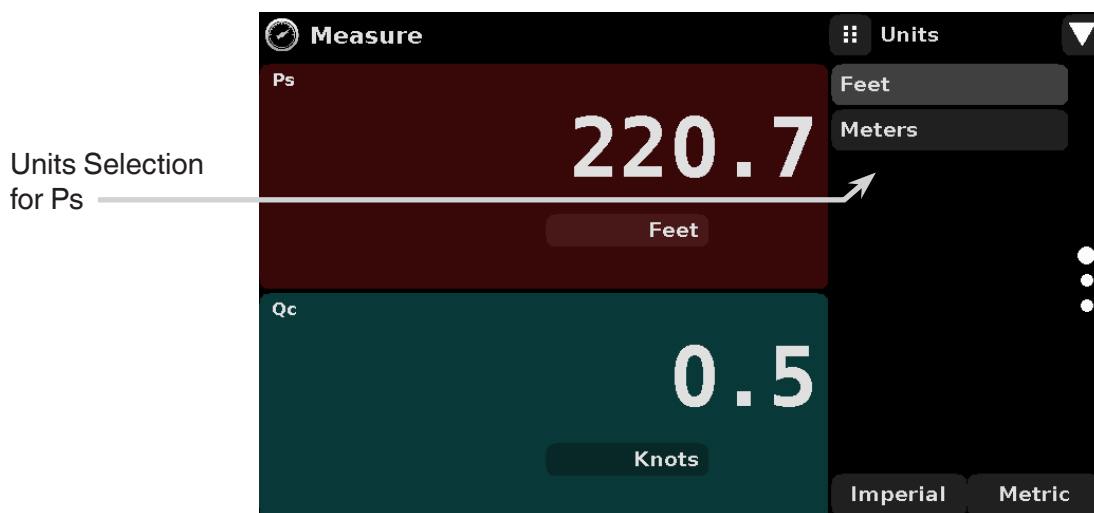 Measure
Units
Units Selection
for Ps
Ps
220.7
Feet
Qc
0.5
Knots
Feet
Meters
Imperial
Metric